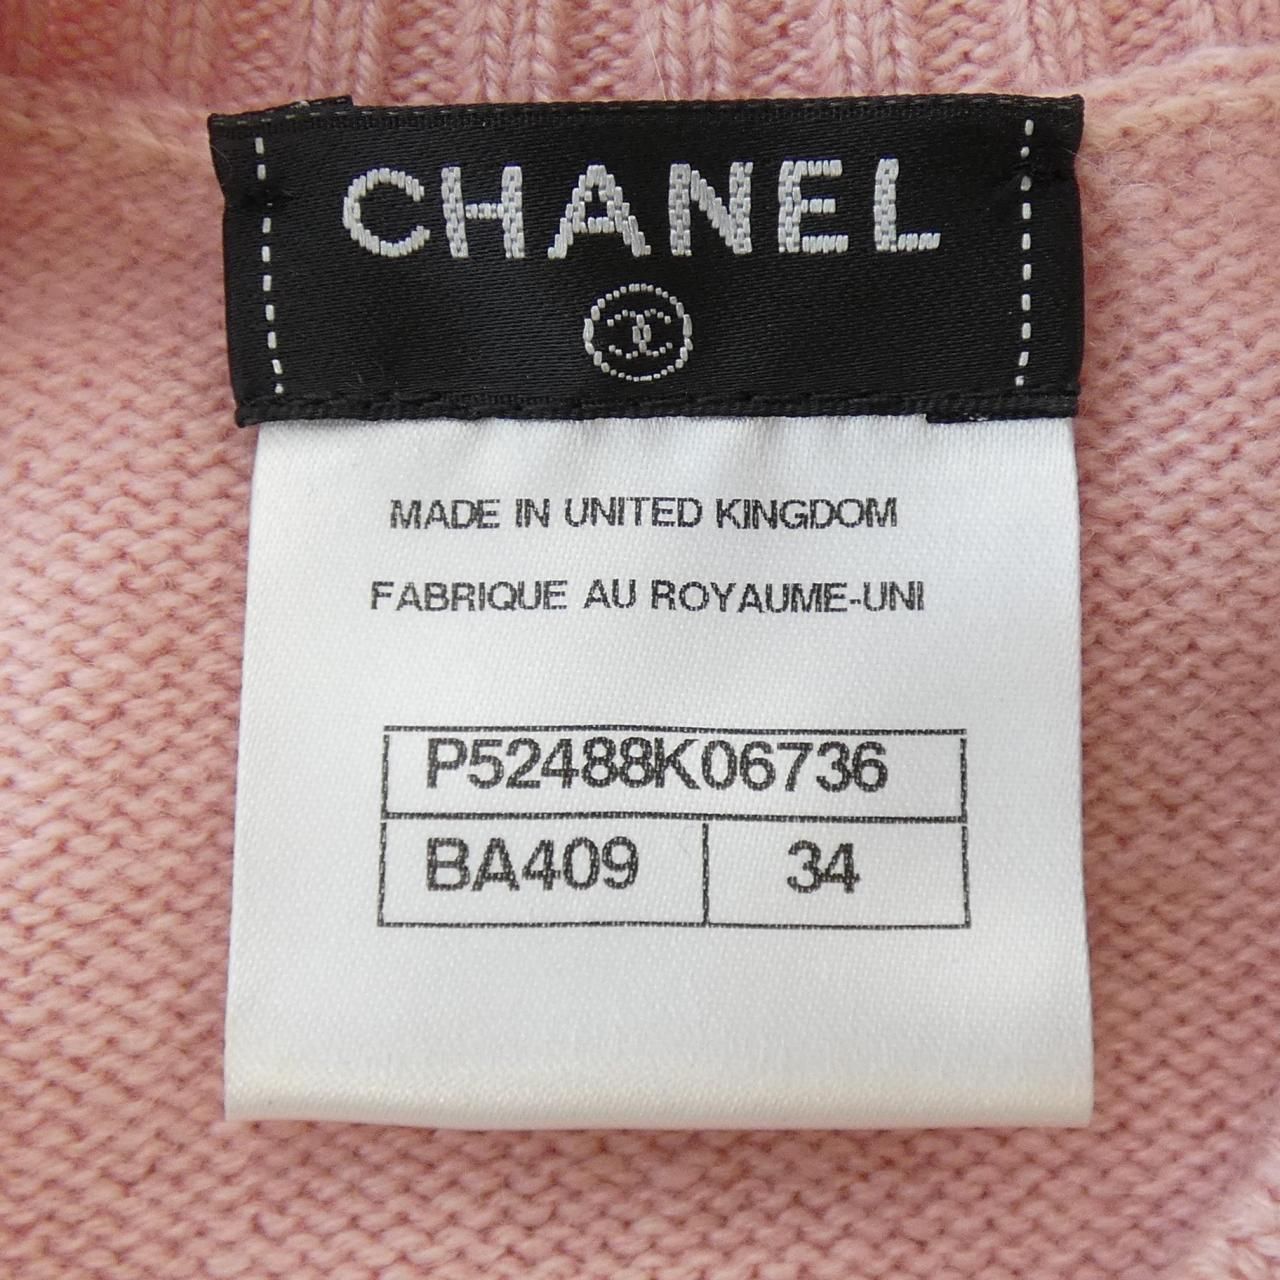 CHANEL
MADE IN UNITED KINGDOM
FABRIQUE AU ROYAUME-UNI
P52488K06736
BA409 34